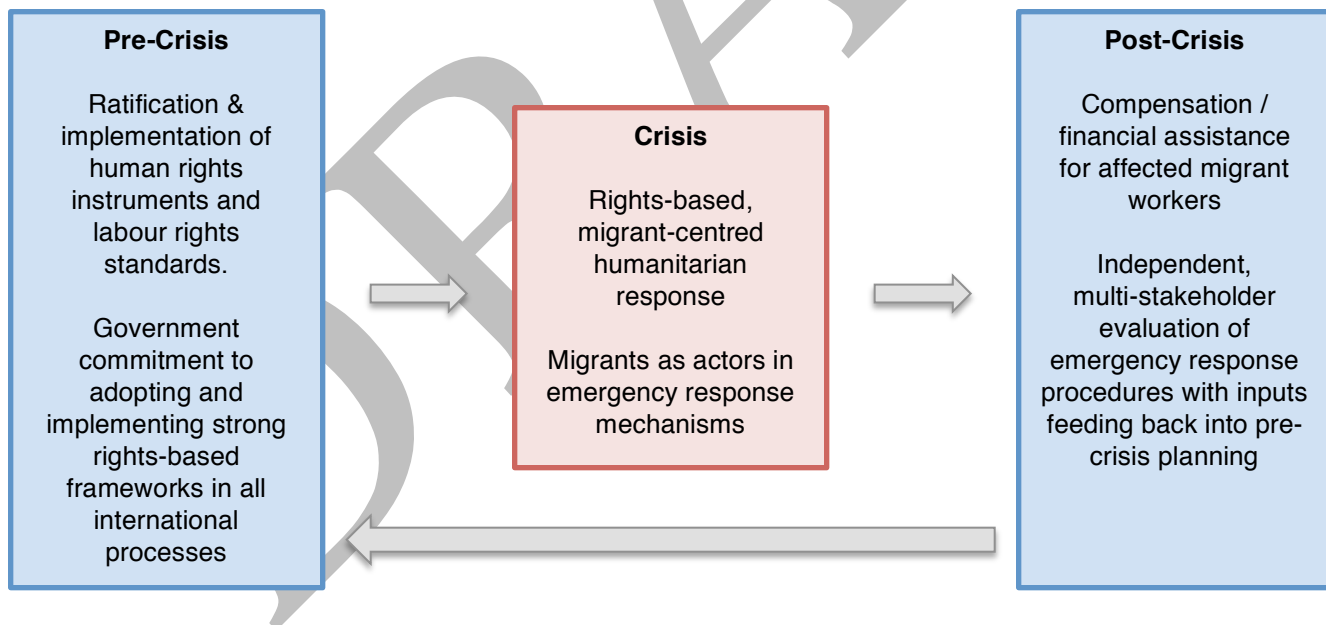 Pre-Crisis
Ratification &
implementation of
human rights
instruments and
labour rights
standards.
Government
commitment to
adopting and
implementing strong
rights-based
frameworks in all
international
processes
Crisis
Rights-based,
migrant-centred
humanitarian
response
Migrants as actors in
emergency response
mechanisms
Post-Crisis
Compensation /
financial assistance
for affected migrant
workers
Independent,
multi-stakeholder
evaluation of
emergency response
procedures with inputs
feeding back into pre-
crisis planning